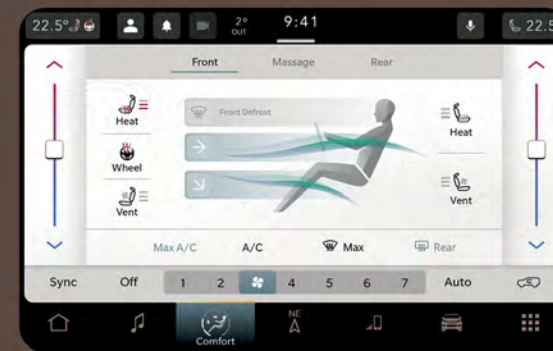 22.5° 2° OUT 9:41 22.5
Front Massage Rear
Front Defrost
Heat
Wheel
Vent
Heat
Vent
Max A/C A/C Max Rear
Sync Off 1 2 4 5 6 7 Auto
Comfort NE A